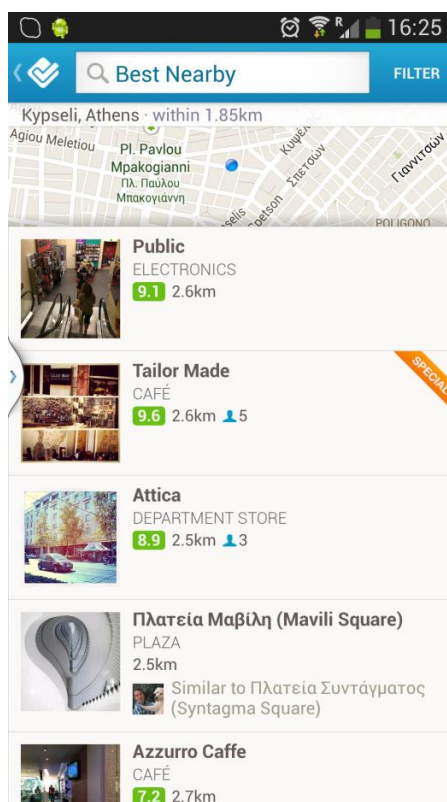 R
16:25
Best Nearby
FILTER
Kypseli, Athens · within 1.85km
Agiou Meletiou
Pl. Pavlou
Mpakogianni
Πλ. Παύλου
Μπακογιάννη
Κυψε
Σπετσών
Γιαννιτσών
selis
Spetson
POLIGONO
Public
ELECTRONICS
9.1 2.6km
SPECIAL
Tailor Made
CAFÉ
9.6 2.6km 5
Attica
DEPARTMENT STORE
8.9 2.5km 3
Πλατεία Μαβίλη (Mavili Square)
PLAZA
2.5km
Similar to Πλατεία Συντάγματος
(Syntagma Square)
Azzurro Caffe
CAFÉ
7.2 2.7km